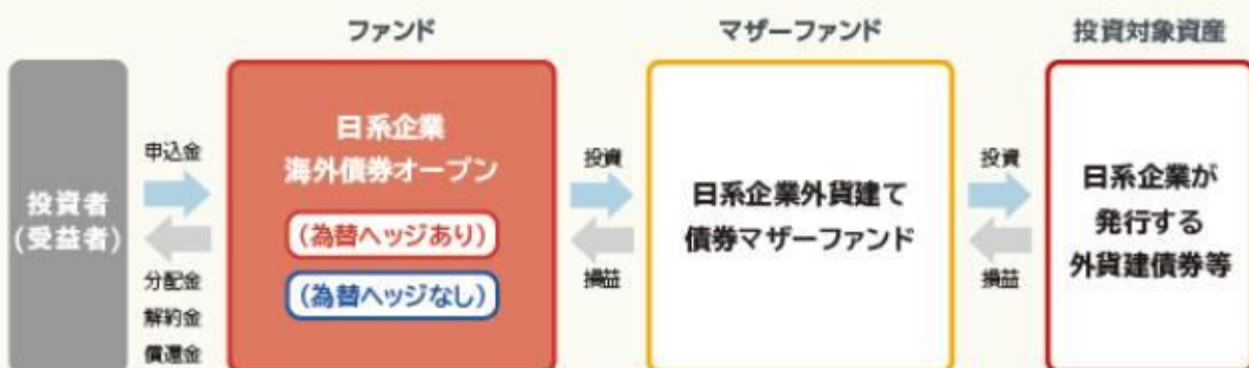 ファンド
マザーファンド
投資対象資産
投資者
(受益者)
申込金
分配金
解約金
償還金
日系企業
海外債券オープン
(為替ヘッジあり)
(為替ヘッジなし)
投資
損益
日系企業外貨建て
債券マザーファンド
投資
損益
日系企業が
発行する
外貨建債券等